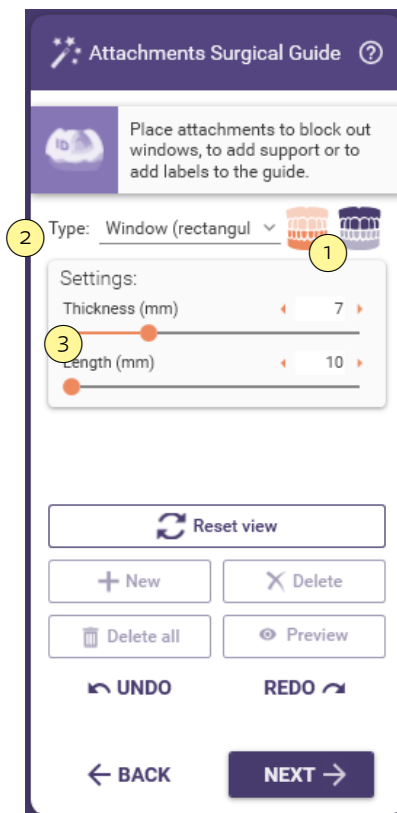 Attachments Surgical Guide ?
ID
Place attachments to block out
windows, to add support or to
add labels to the guide.
2 Type: Window (rectangul
1
Settings:
Thickness (mm) 7
3
Length (mm) 10
Reset view
New Delete
Delete all Preview
UNDO REDO
BACK NEXT